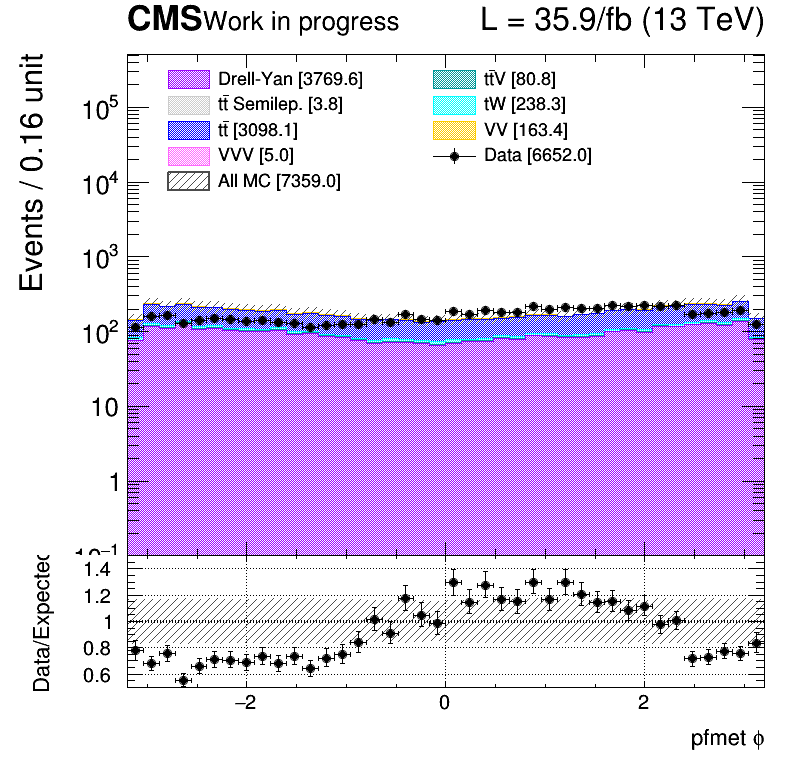 CMS Work in progress L = 35.9/fb (13 TeV)
Events / 0.16 unit
Drell-Yan [3769.6]
tt̄ Semilep. [3.8]
tt̄ [3098.1]
VVV [5.0]
All MC [7359.0]
tt̄V [80.8]
tW [238.3]
VV [163.4]
Data [6652.0]
10⁵
10⁴
10³
10²
10
1
10⁻¹
Data/Expected
1.4
1.2
1
0.8
0.6
−2 0 2
pfmet ϕ